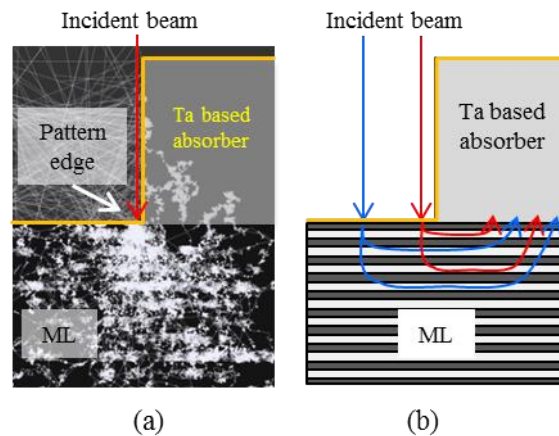 Incident beam
Ta based
absorber
Pattern
edge
ML
(a)
Incident beam
Ta based
absorber
ML
(b)